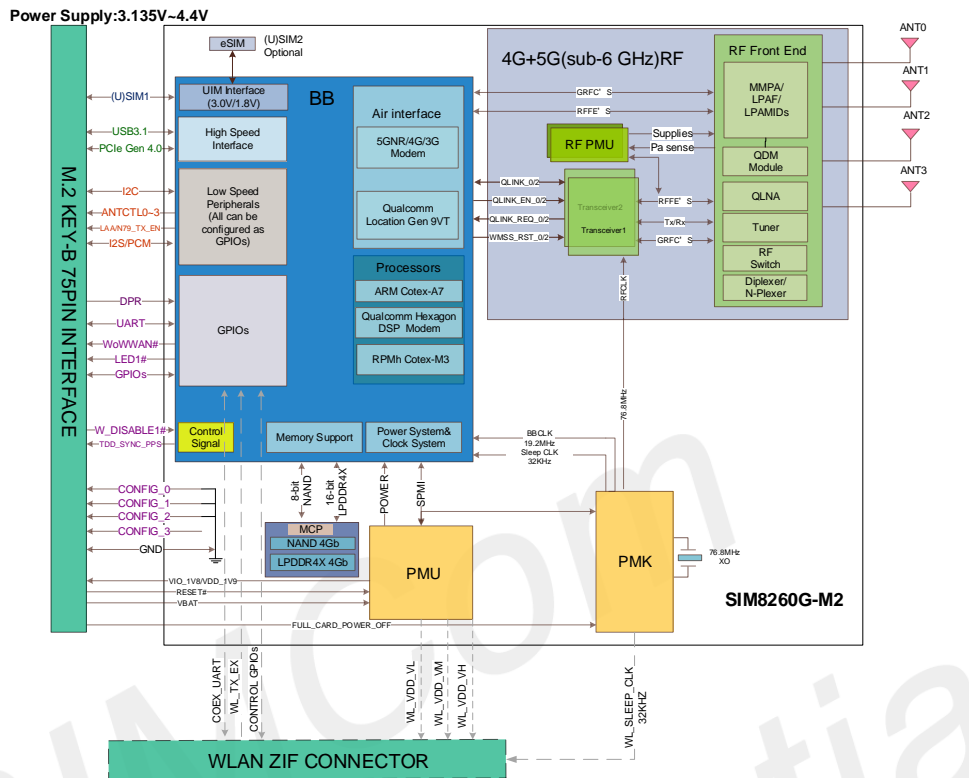 Power Supply:3.135V~4.4V
M.2 KEY-B 75PIN INTERFACE
(U)SIM1
USB3.1
PCIe Gen 4.0
I2C
ANTCTL0~3
LAA/N79_TX_EN
I2S/PCM
DPR
UART
WoWWAN#
LED1#
GPIOs
W_DISABLE1#
TDD_SYNC_PPS
CONFIG_0
CONFIG_1
CONFIG_2
CONFIG_3
GND
VIO_1V8/VDD_1V9
RESET#
VBAT
FULL_CARD_POWER_OFF
eSIM
(U)SIM2
Optional
BB
UIM Interface
(3.0V/1.8V)
High Speed
Interface
Low Speed
Peripherals
(All can be
configured as
GPIOs)
GPIOs
Control
Signal
Air interface
5GNR/4G/3G
Modem
Qualcomm
Location Gen 9VT
Processors
ARM Cotex-A7
Qualcomm Hexagon
DSP Modem
RPMh Cotex-M3
Memory Support
Power System&
Clock System
4G+5G(sub-6 GHz)RF
GRFC' S
RFFE' S
RF PMU
Supplies
Pa sense
QLINK_0/2
QLINK_EN_0/2
QLINK_REQ_0/2
WMSS_RST_0/2
Transceiver2
Transceiver1
RFFE' S
Tx/Rx
GRFC' S
RFCLK
76.8MHz
RF Front End
MMPA/
LPAF/
LPAMIDs
QDM
Module
QLNA
Tuner
RF
Switch
Diplexer/
N-Plexer
ANT0
ANT1
ANT2
ANT3
BBCLK
19.2MHz
Sleep CLK
32KHz
8-bit
NAND
16-bit
LPDDR4X
POWER
SPMI
MCP
NAND 4Gb
LPDDR4X 4Gb
PMU
PMK
76.8MHz
XO
SIM8260G-M2
COEX_UART
WL_TX_EX
CONTROL GPIOs
WL_VDD_VL
WL_VDD_VM
WL_VDD_VH
WL_SLEEP_CLK
32KHZ
WLAN ZIF CONNECTOR